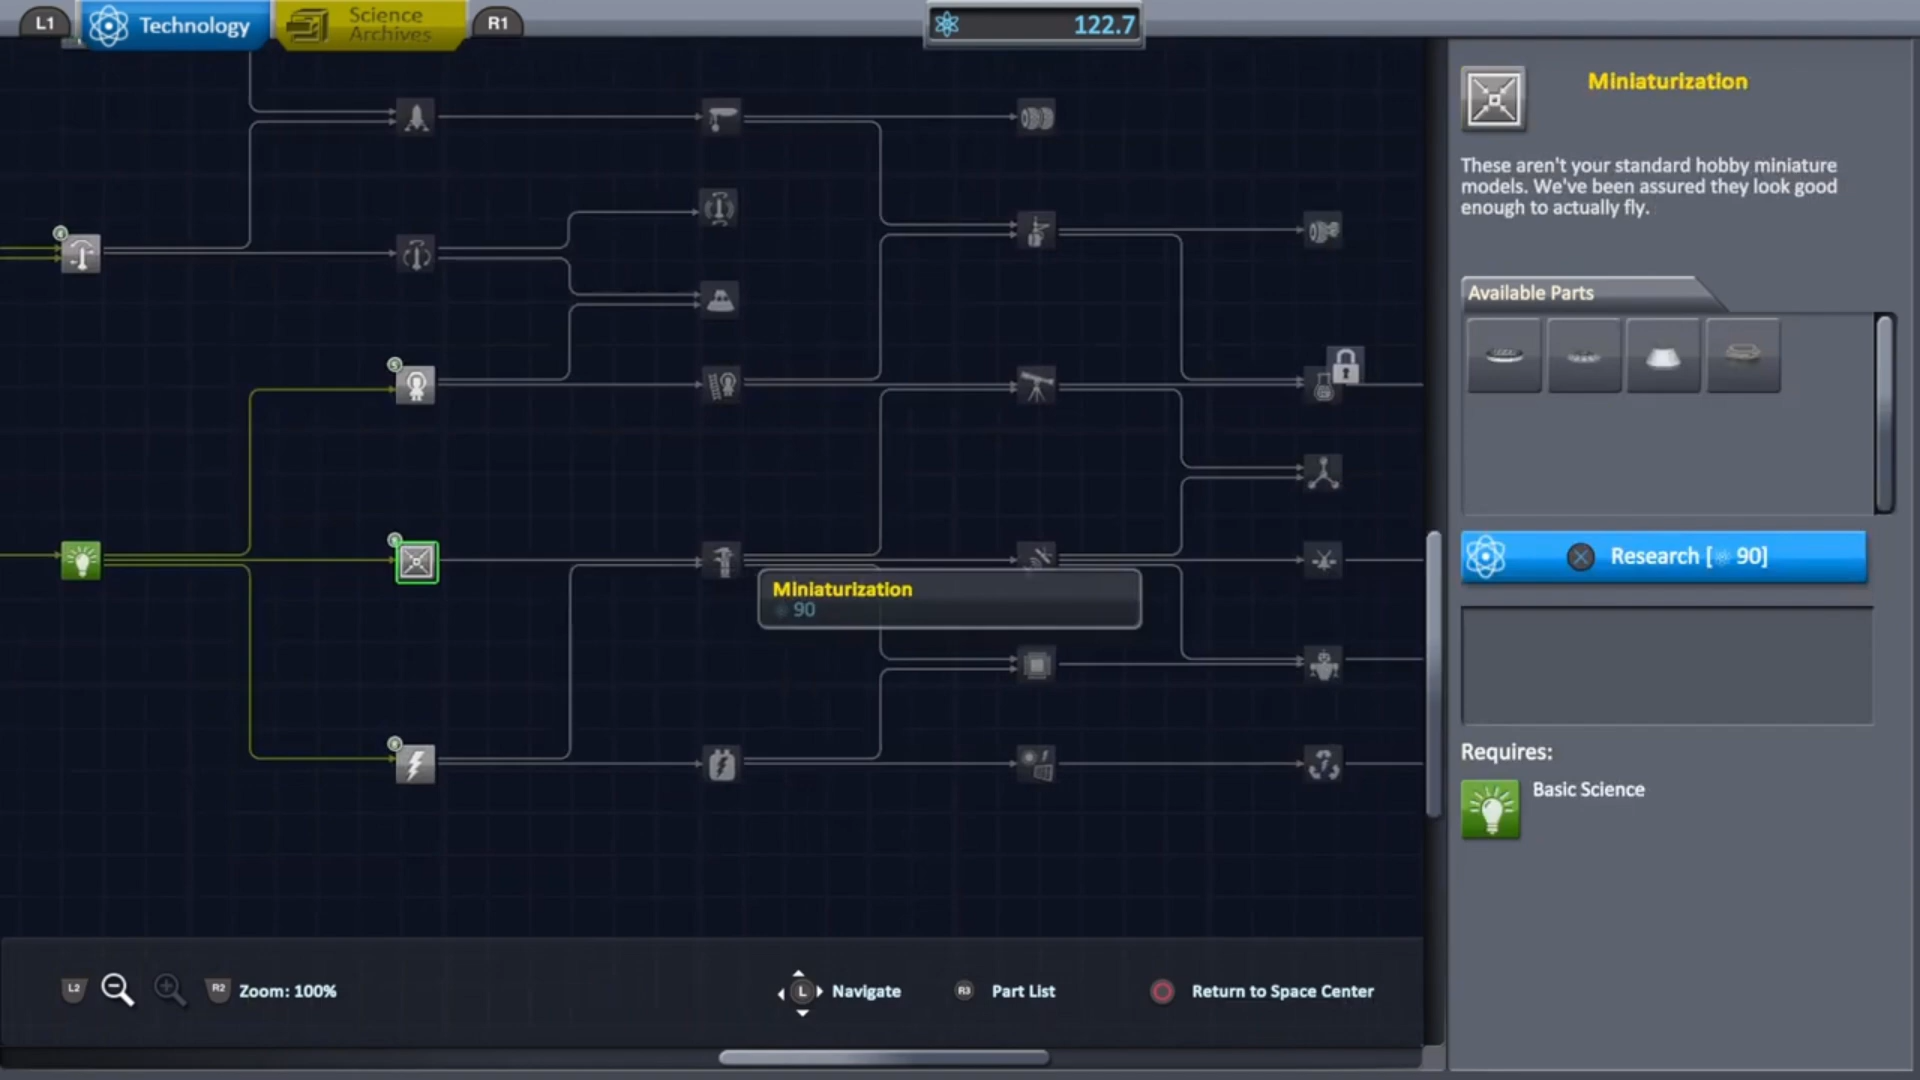 L1
Technology
Science
Archives
R1
122.7
Miniaturization
These aren't your standard hobby miniature
models. We've been assured they look good
enough to actually fly.
Available Parts
Research [ 90]
Miniaturization
90
Requires:
Basic Science
L2
R2
Zoom: 100%
L
Navigate
R3
Part List
Return to Space Center